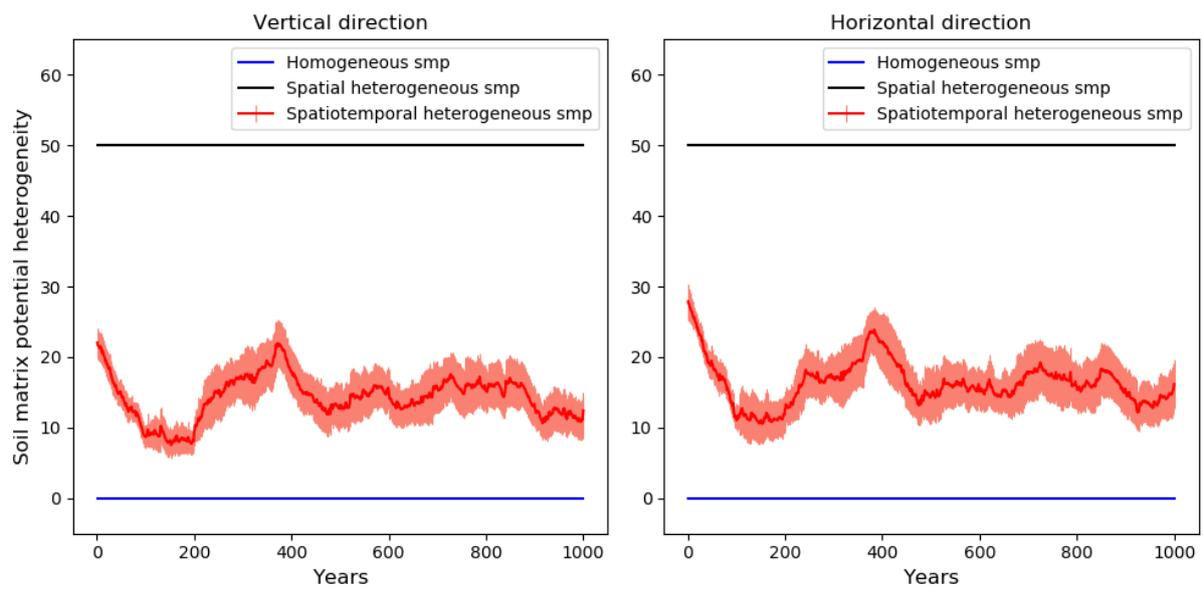 Vertical direction
Horizontal direction
Soil matrix potential heterogeneity
60
50
40
30
20
10
0
Homogeneous smp
Spatial heterogeneous smp
Spatiotemporal heterogeneous smp
0 200 400 600 800 1000
Years
60
50
40
30
20
10
0
Homogeneous smp
Spatial heterogeneous smp
Spatiotemporal heterogeneous smp
0 200 400 600 800 1000
Years